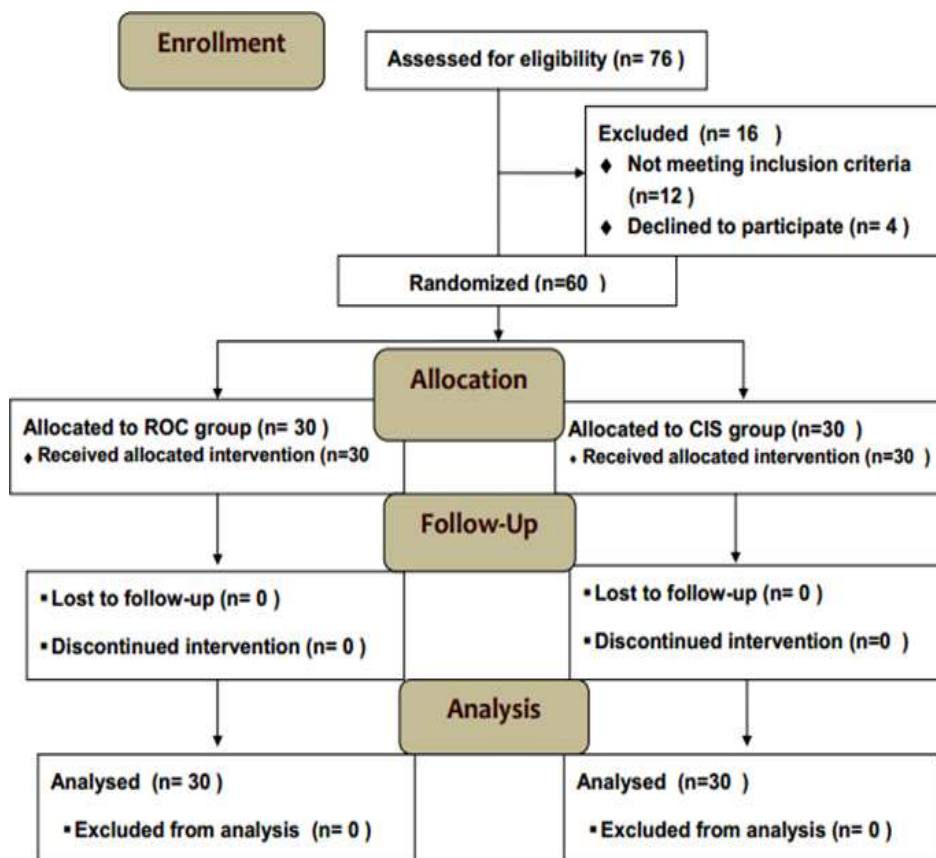 Enrollment
Assessed for eligibility (n= 76 )
Excluded (n= 16 )
♦ Not meeting inclusion criteria
(n=12 )
♦ Declined to participate (n= 4 )
Randomized (n=60 )
Allocation
Allocated to ROC group (n= 30 )
♦ Received allocated intervention (n=30
Allocated to CIS group (n=30 )
♦ Received allocated intervention (n=30 )
Follow-Up
▪ Lost to follow-up (n= 0 )
▪ Discontinued intervention (n= 0 )
▪ Lost to follow-up (n= 0 )
▪ Discontinued intervention (n=0 )
Analysis
Analysed (n= 30 )
▪ Excluded from analysis (n= 0 )
Analysed (n=30 )
▪ Excluded from analysis (n= 0 )